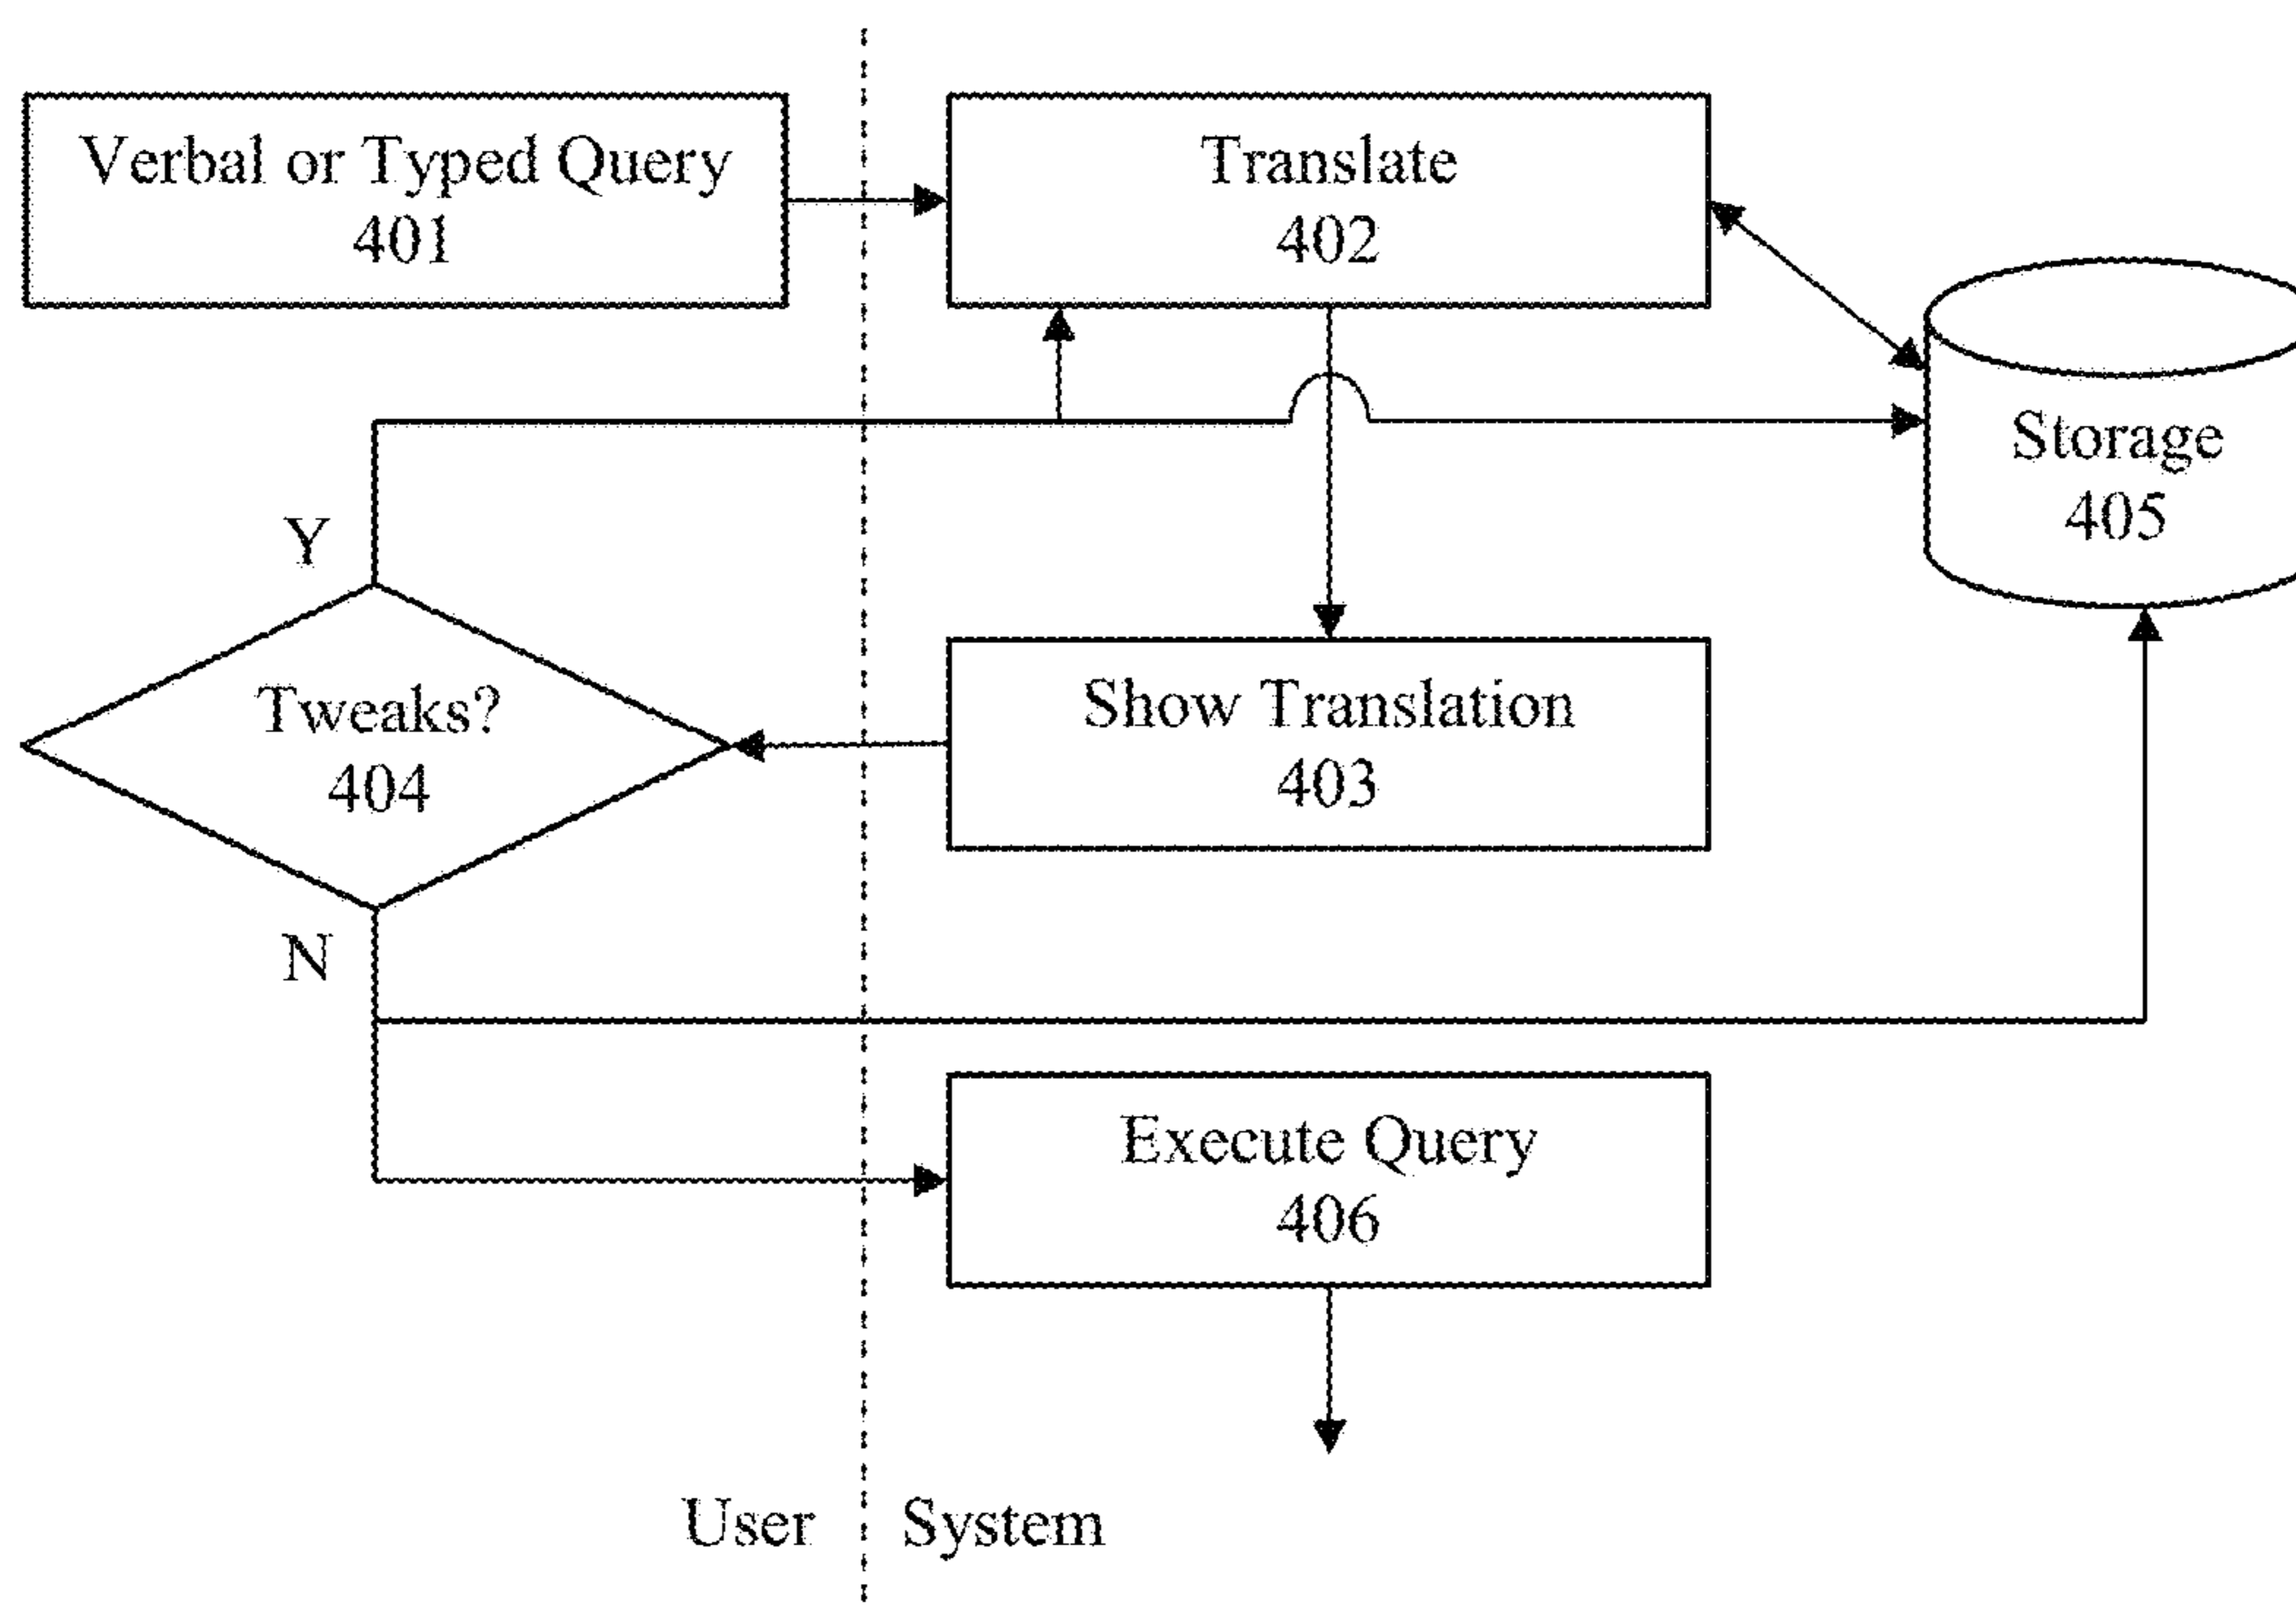 Verbal or Typed Query
401
Translate
402
Storage
405
Y
Tweaks?
404
Show Translation
403
N
Execute Query
406
User
System